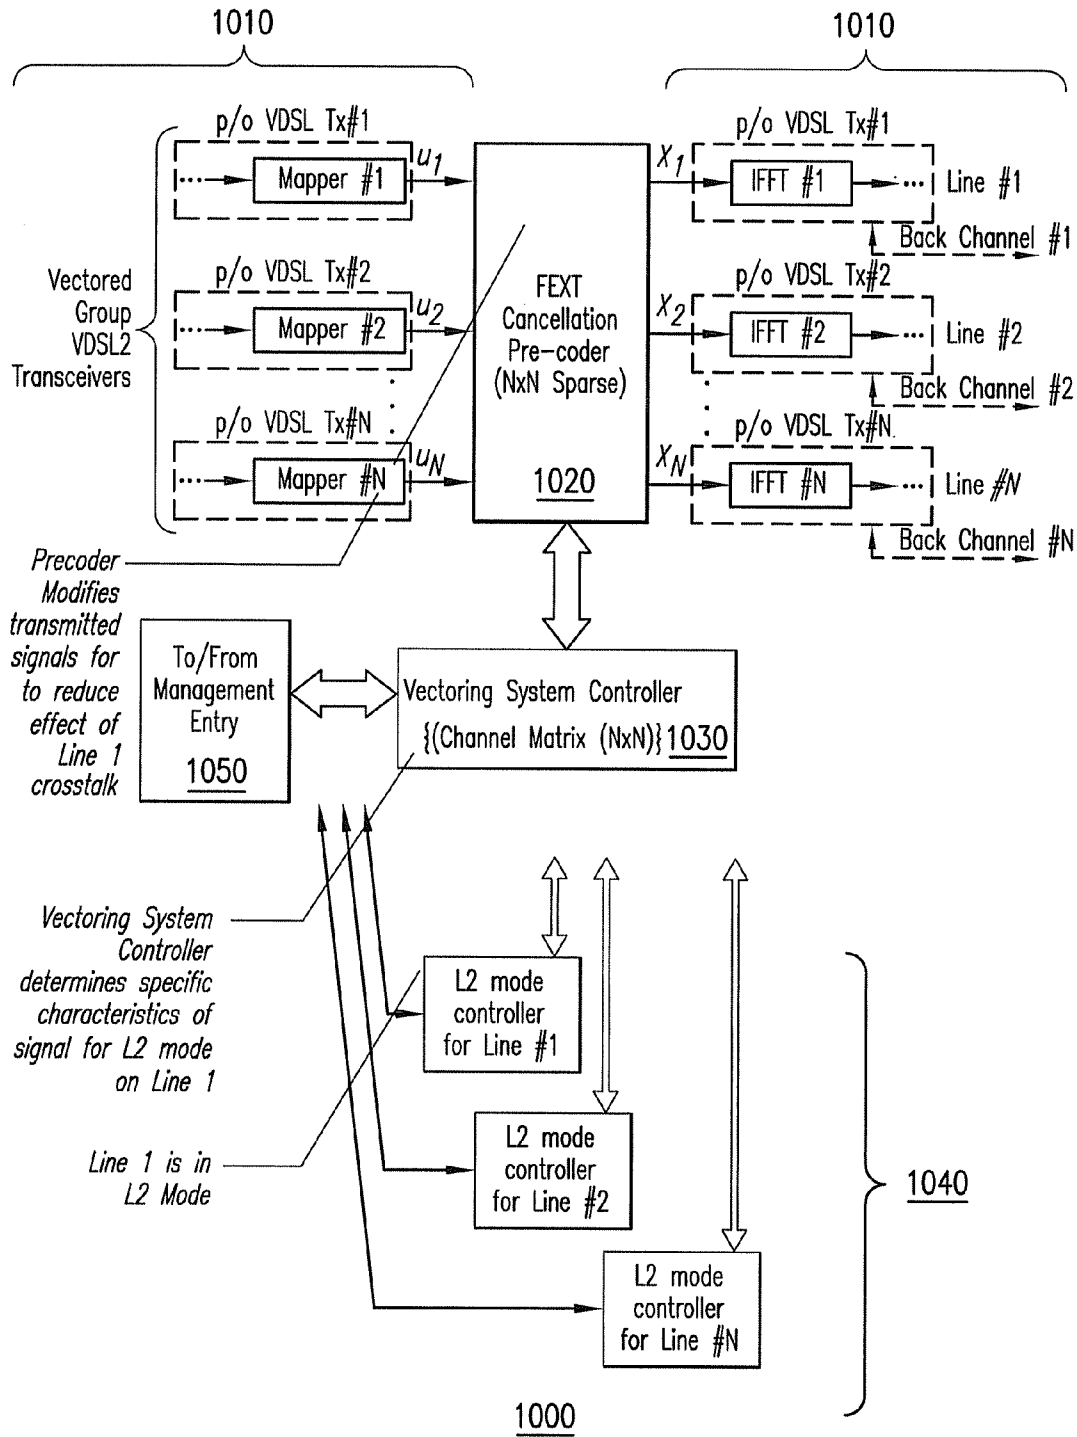 1010
1010
p/o VDSL Tx#1
Mapper #1
u1
X1
p/o VDSL Tx#1
IFFT #1
Line #1
Back Channel #1
Vectored
Group
VDSL2
Transceivers
p/o VDSL Tx#2
Mapper #2
u2
FEXT
Cancellation
Pre-coder
(NxN Sparse)
1020
X2
p/o VDSL Tx#2
IFFT #2
Line #2
Back Channel #2
p/o VDSL Tx#N
Mapper #N
uN
XN
p/o VDSL Tx#N
IFFT #N
Line #N
Back Channel #N
Precoder
Modifies
transmitted
signals for
to reduce
effect of
Line 1
crosstalk
To/From
Management
Entry
1050
Vectoring System Controller
{(Channel Matrix (NxN)} 1030
Vectoring System
Controller
determines specific
characteristics of
signal for L2 mode
on Line 1
L2 mode
controller
for Line #1
Line 1 is in
L2 Mode
L2 mode
controller
for Line #2
1040
L2 mode
controller
for Line #N
1000